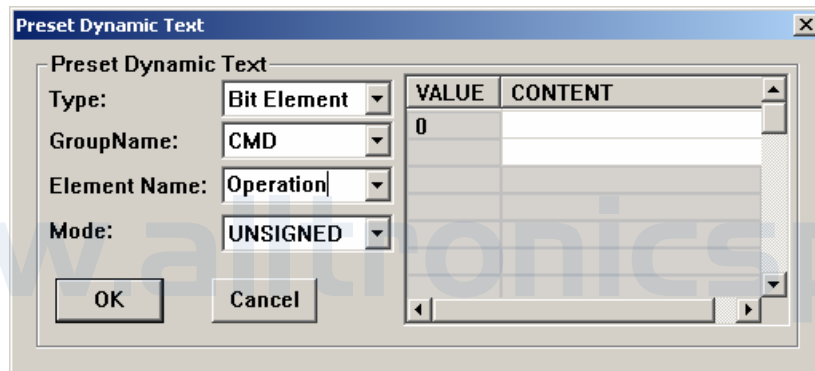 Preset Dynamic Text
Preset Dynamic Text
Type: Bit Element
GroupName: CMD
Element Name: Operation
Mode: UNSIGNED
OK Cancel
VALUE CONTENT
0
w.alltronicsp